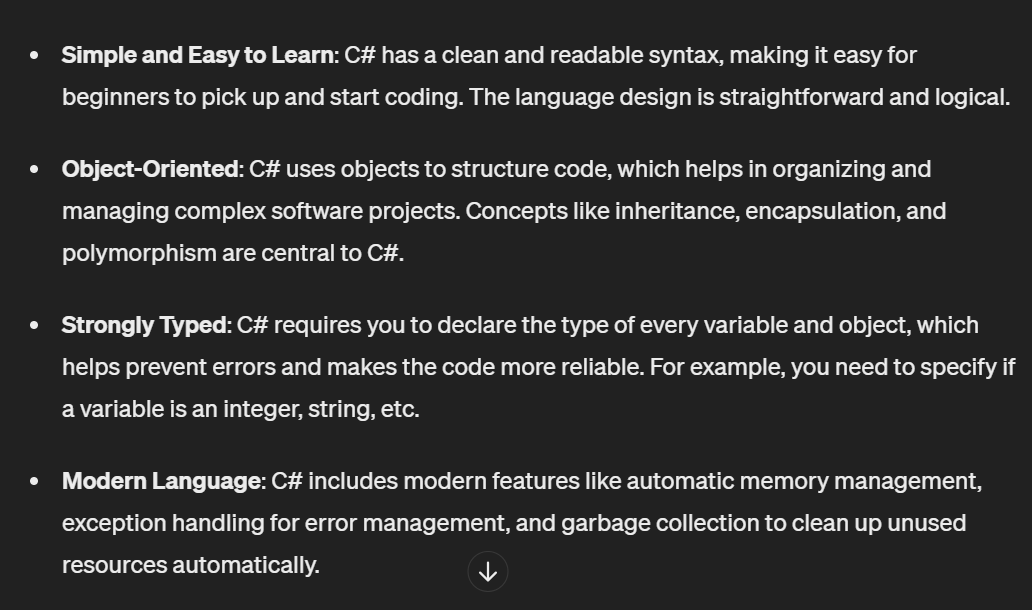 • Simple and Easy to Learn: C# has a clean and readable syntax, making it easy for
beginners to pick up and start coding. The language design is straightforward and logical.
• Object-Oriented: C# uses objects to structure code, which helps in organizing and
managing complex software projects. Concepts like inheritance, encapsulation, and
polymorphism are central to C#.
• Strongly Typed: C# requires you to declare the type of every variable and object, which
helps prevent errors and makes the code more reliable. For example, you need to specify if
a variable is an integer, string, etc.
• Modern Language: C# includes modern features like automatic memory management,
exception handling for error management, and garbage collection to clean up unused
resources automatically.